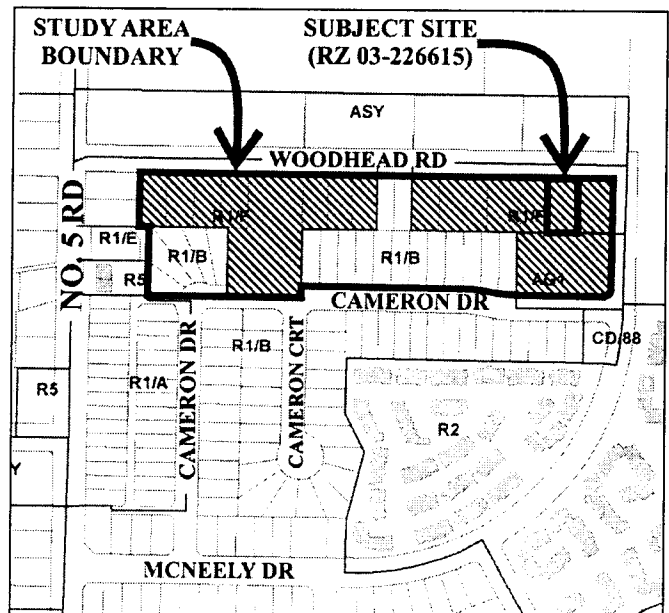 STUDY AREA
BOUNDARY
SUBJECT SITE
(RZ 03-226615)
ASY
WOODHEAD RD
NO. 5 RD
R1/E
R1/B
R1/B
R5
AG1
CAMERON DR
CD/88
R1/B
R1/A
CAMERON DR
CAMERON CRT
R5
R2
Y
MCNEELY DR